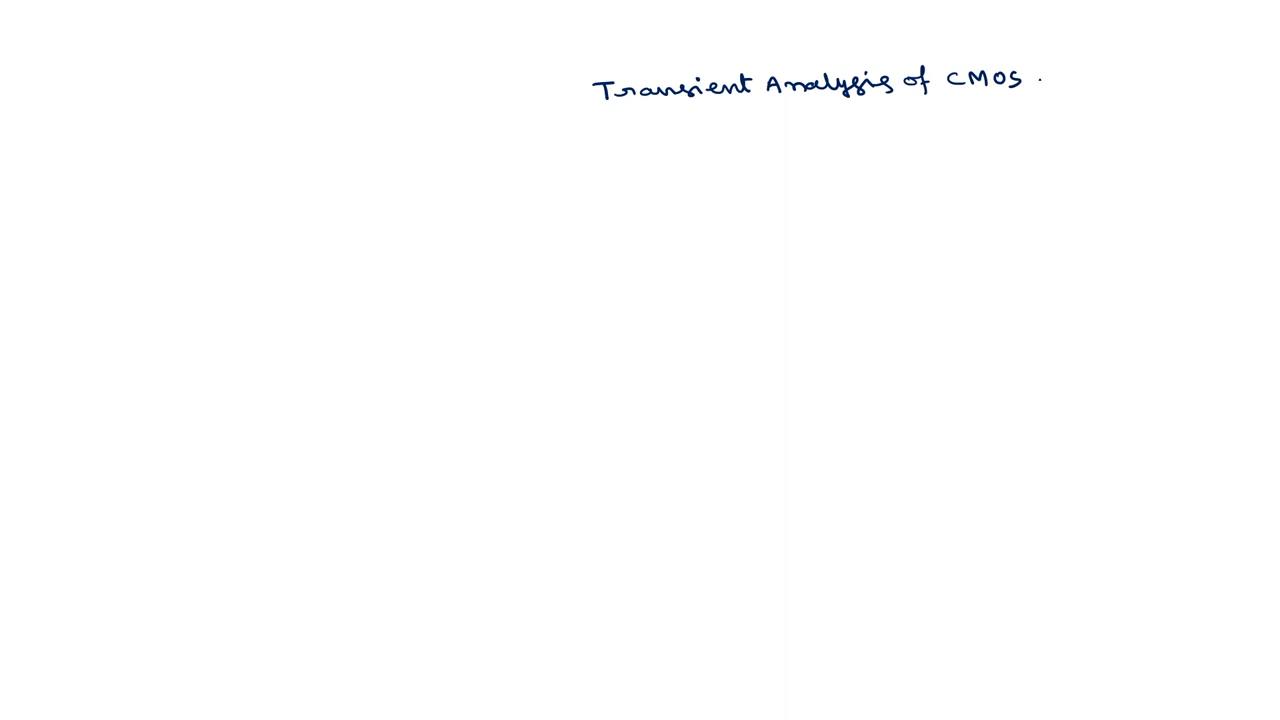 Transient Analysis of CMOS .